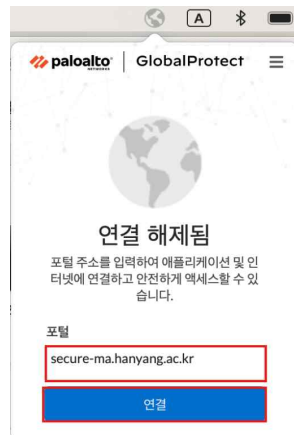 A
paloalto | GlobalProtect
NETWORKS
연결 해제됨
포털 주소를 입력하여 애플리케이션 및 인
터넷에 연결하고 안전하게 액세스할 수 있
습니다.
포털
secure-ma.hanyang.ac.kr
연결